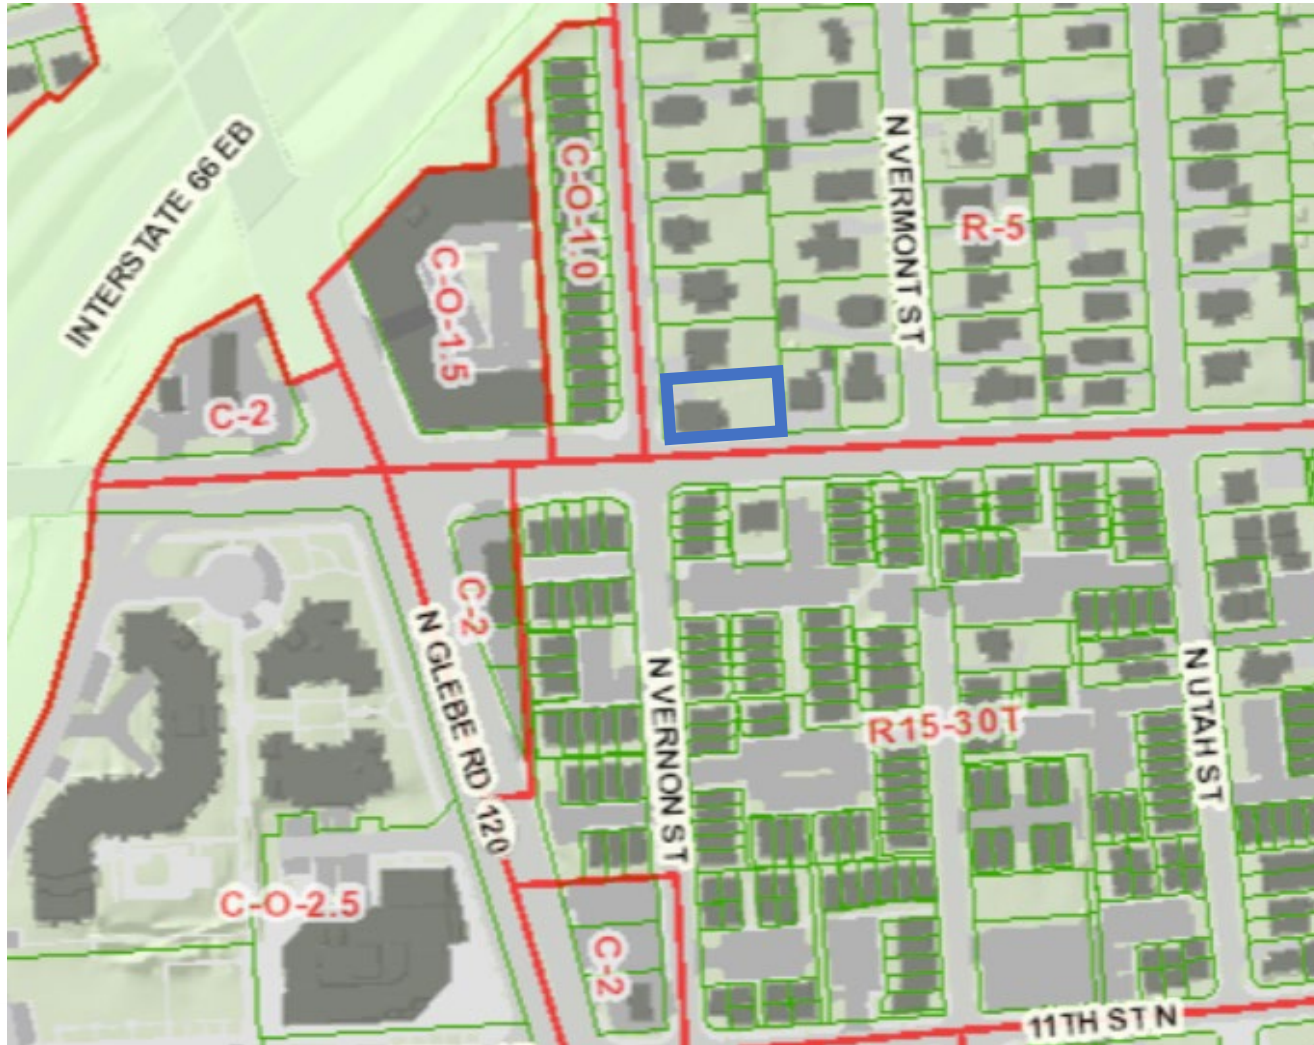 INTERSTATE 66 EB
C-O-1.0
N VERMONT ST
R-5
C-O-1.5
C-2
C-2
N GLEBE RD 120
N VERNON ST
R15-30T
N UTAH ST
C-O-2.5
C-2
11TH ST N